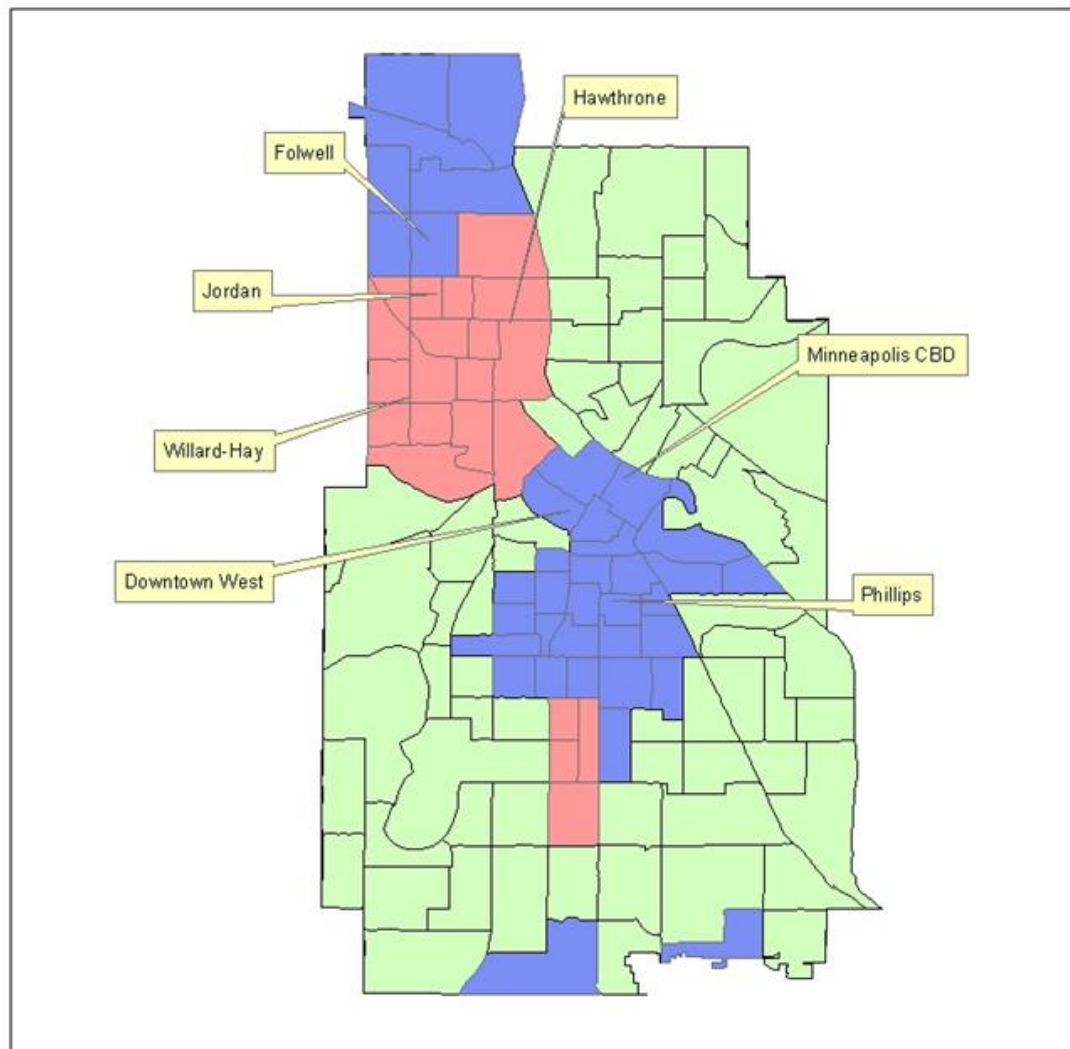 Hawthrone
Folwell
Jordan
Minneapolis CBD
Willard-Hay
Downtown West
Phillips